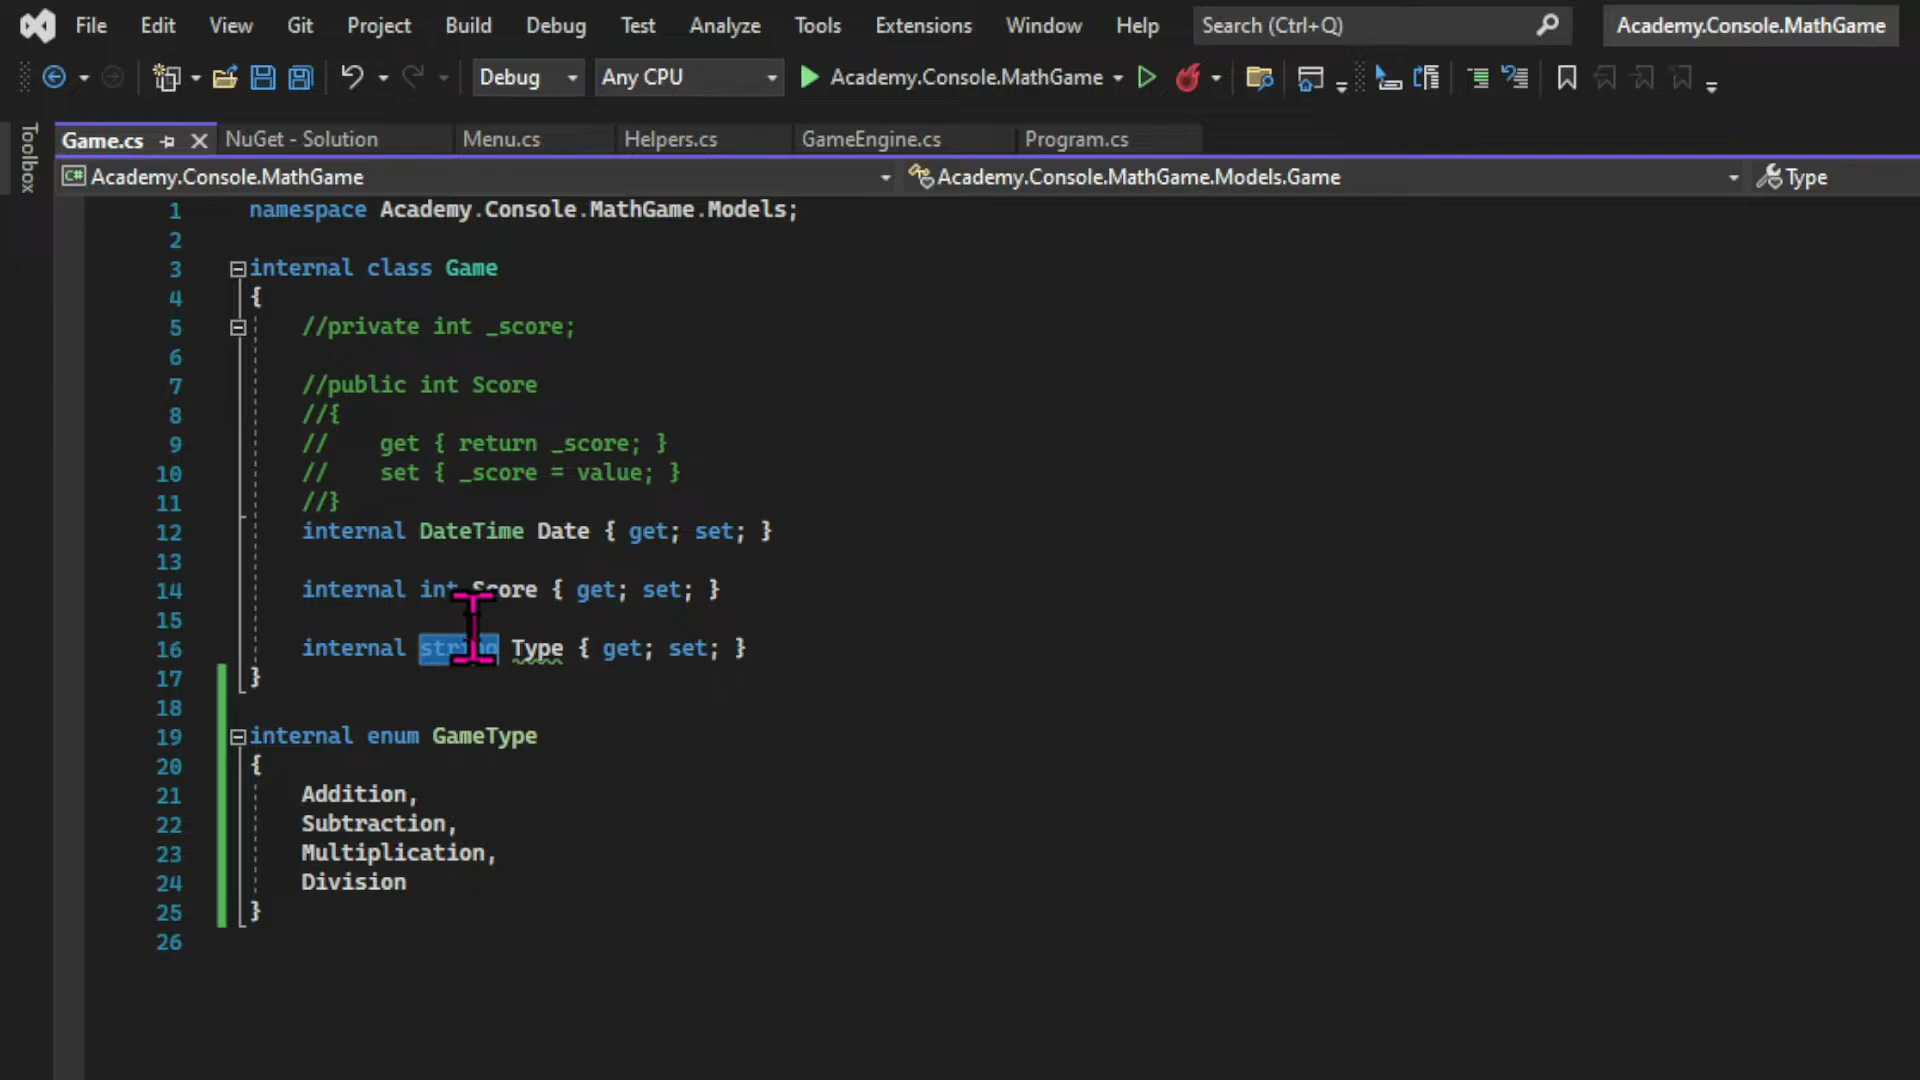 File Edit View Git Project Build Debug Test Analyze Tools Extensions Window Help Search (Ctrl+Q) Academy.Console.MathGame
Debug Any CPU Academy.Console.MathGame
Toolbox
Game.cs NuGet - Solution Menu.cs Helpers.cs GameEngine.cs Program.cs
C# Academy.Console.MathGame Academy.Console.MathGame.Models.Game Type
1 namespace Academy.Console.MathGame.Models;
2
3 internal class Game
4 {
5 //private int _score;
6
7 //public int Score
8 //{
9 // get { return _score; }
10 // set { _score = value; }
11 //}
12 internal DateTime Date { get; set; }
13
14 internal int Score { get; set; }
15
16 internal string Type { get; set; }
17 }
18
19 internal enum GameType
20 {
21 Addition,
22 Subtraction,
23 Multiplication,
24 Division
25 }
26